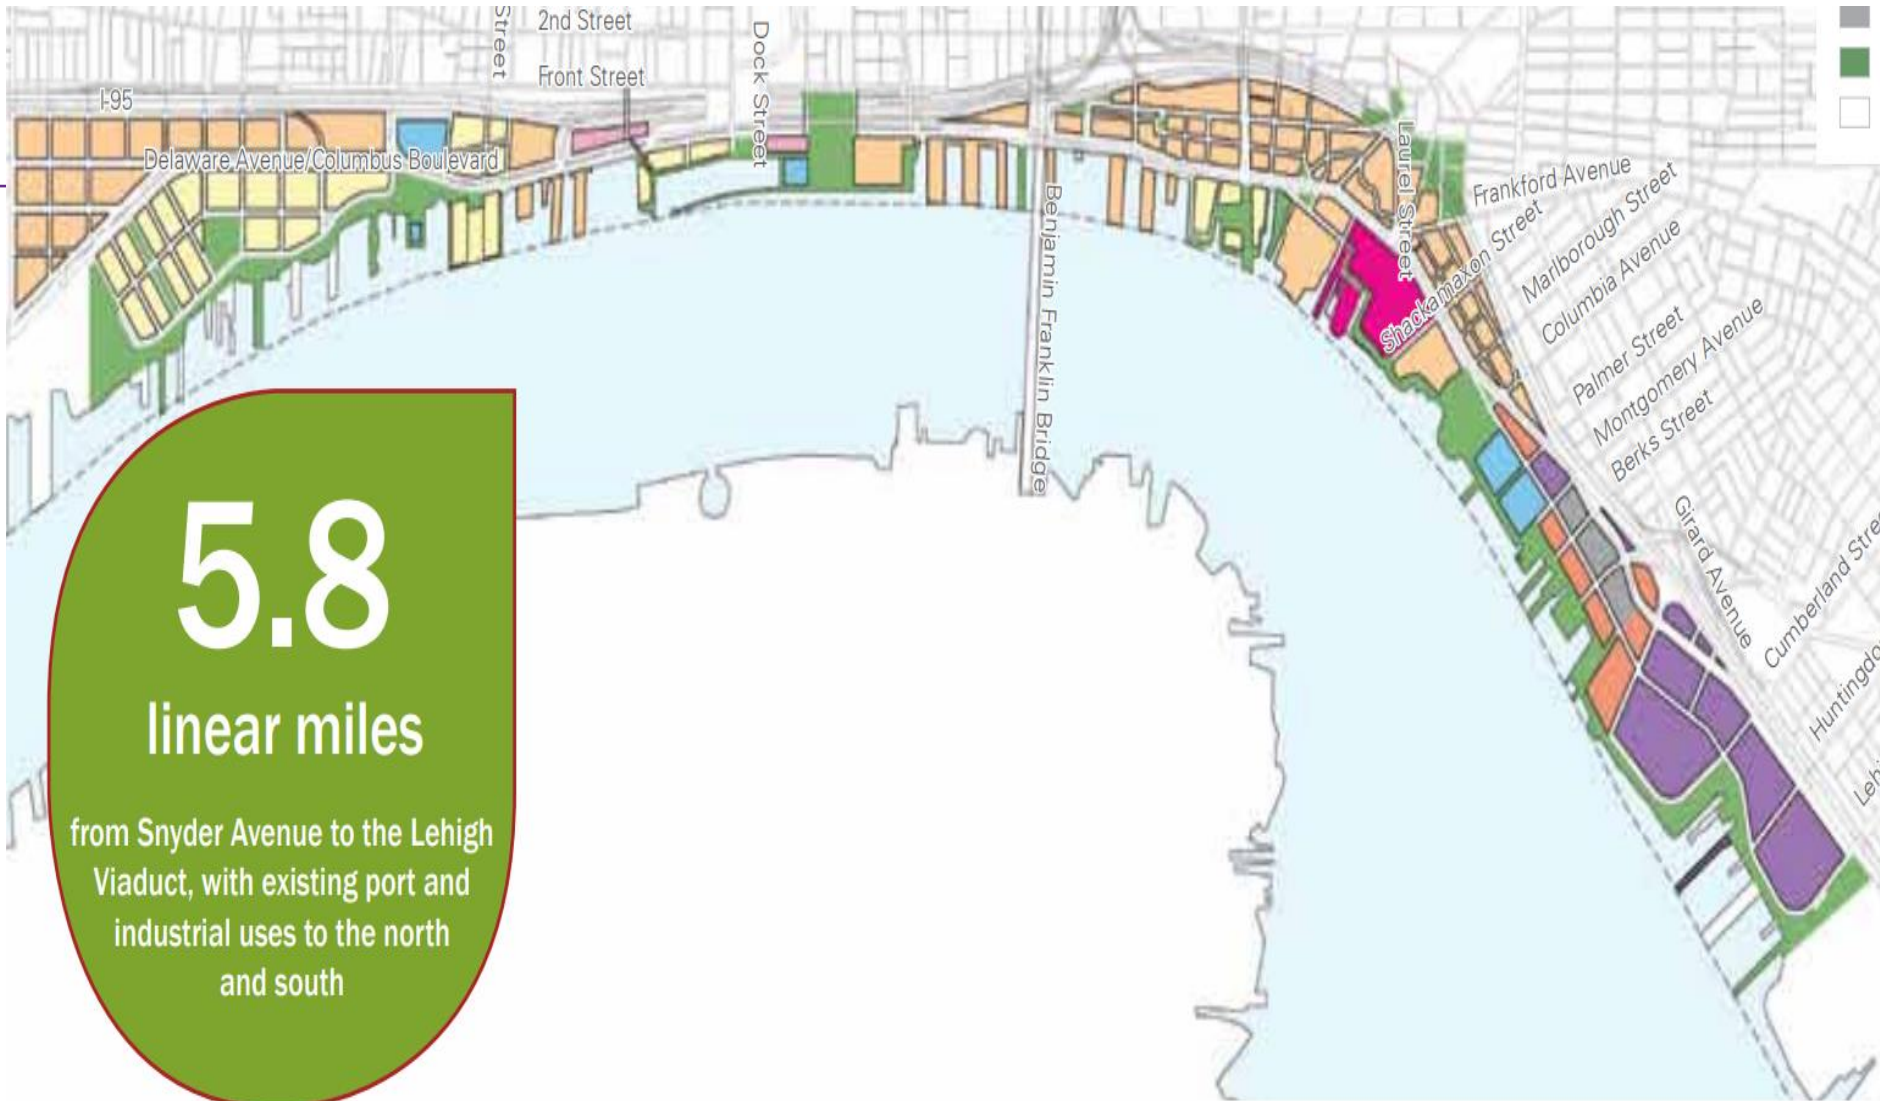 Street
2nd Street
Front Street
Dock Street
I-95
Delaware Avenue/Columbus Boulevard
Benjamin Franklin Bridge
Laurel Street
Frankford Avenue
Shackamaxon Street
Marlborough Street
Columbia Avenue
Palmer Street
Montgomery Avenue
Berks Street
Girard Avenue
Cumberland Stre
Huntingdo
Lehi
5.8
linear miles
from Snyder Avenue to the Lehigh
Viaduct, with existing port and
industrial uses to the north
and south